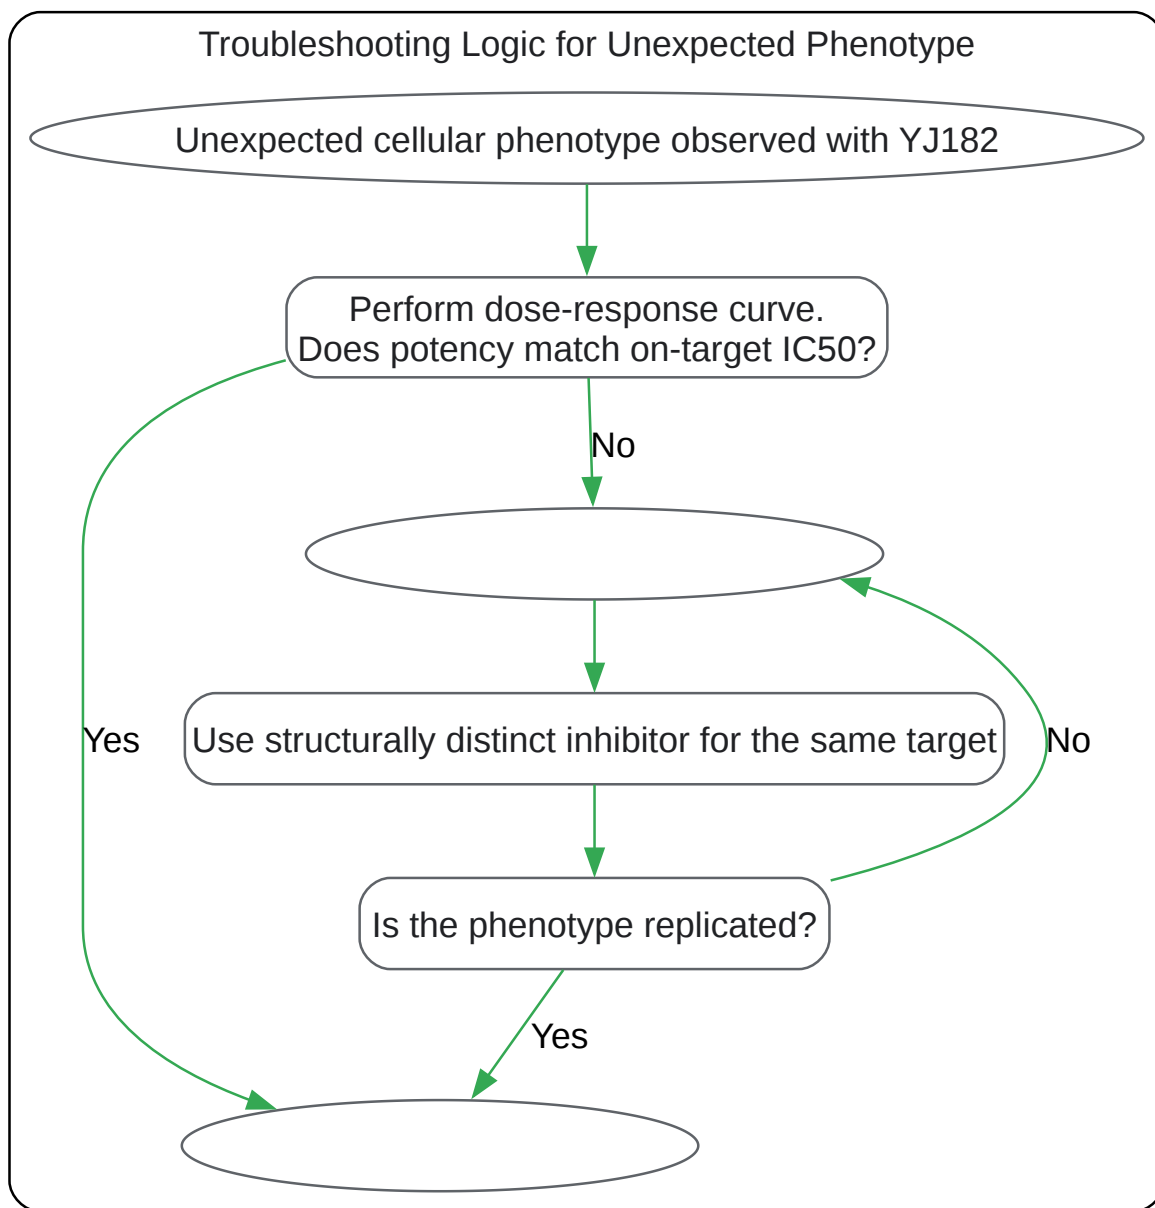 Troubleshooting Logic for Unexpected Phenotype
Unexpected cellular phenotype observed with YJ182
Perform dose-response curve.
Does potency match on-target IC50?
No
Use structurally distinct inhibitor for the same target
Yes
No
Is the phenotype replicated?
Yes